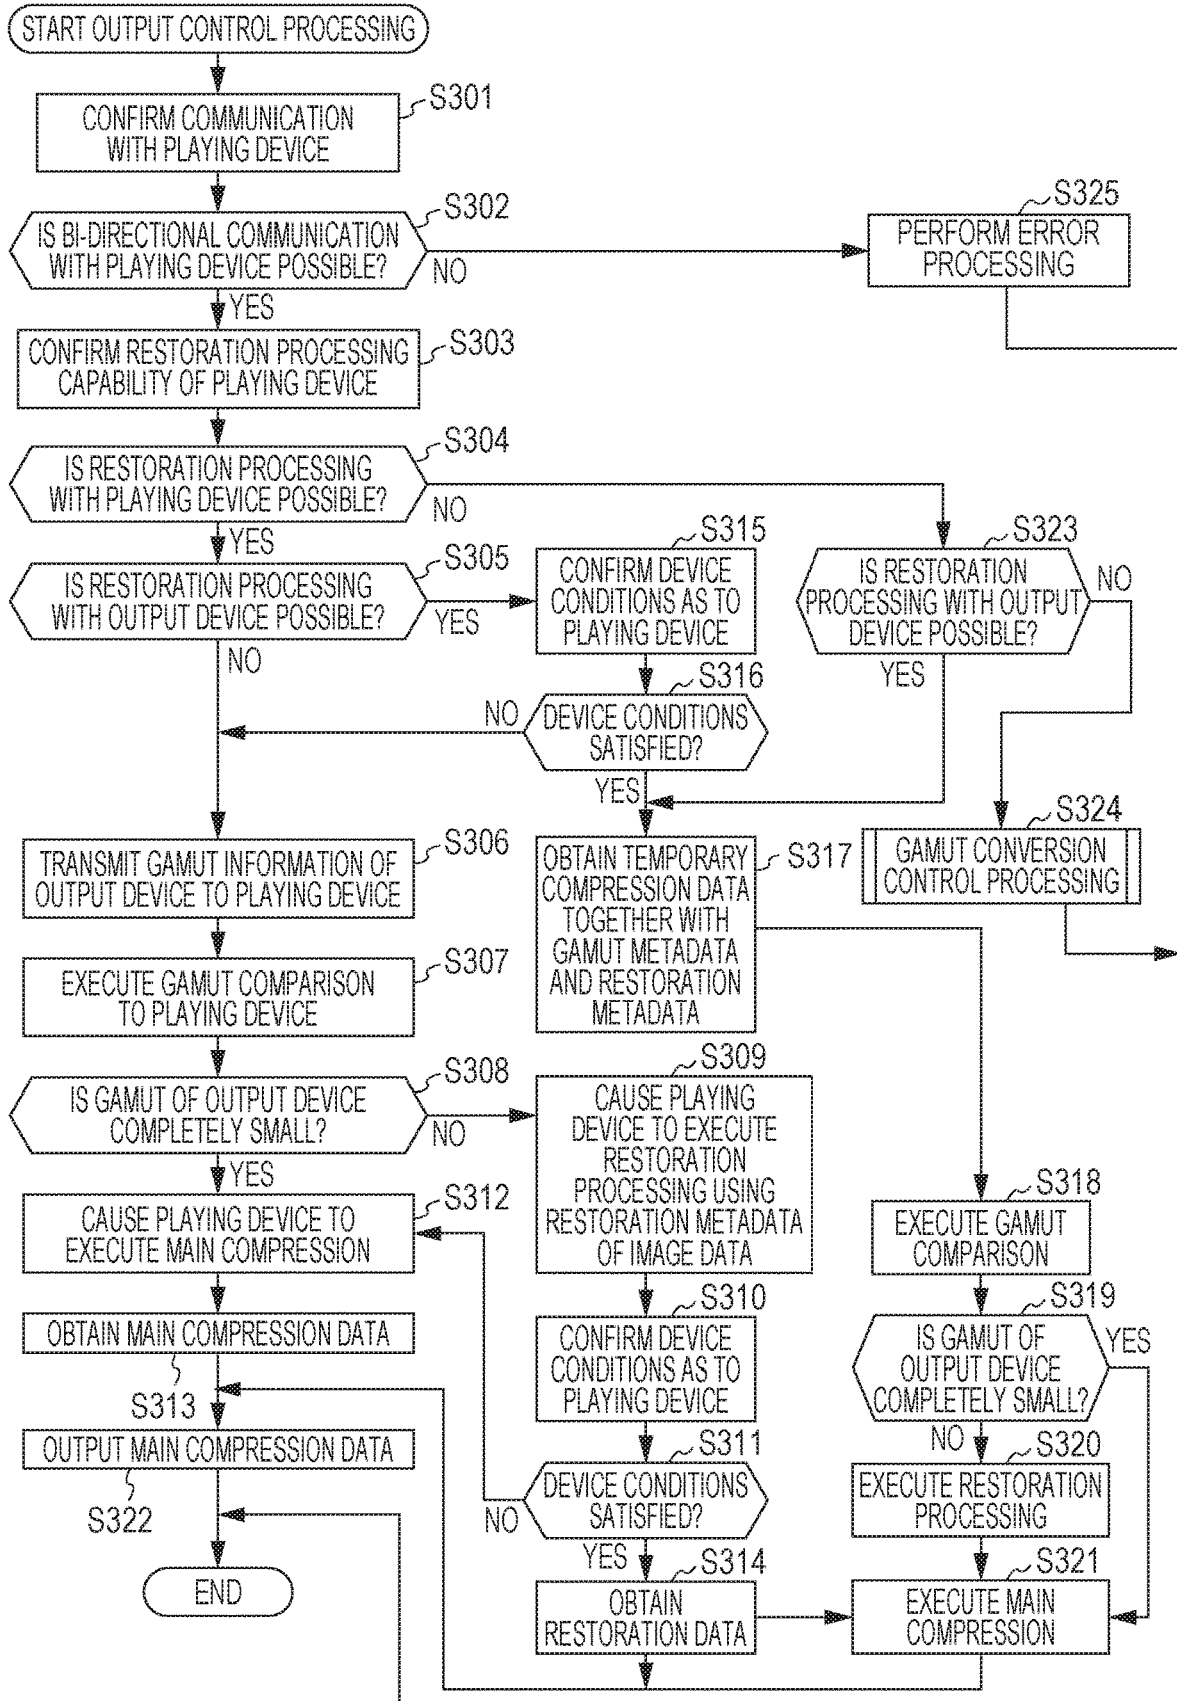 START OUTPUT CONTROL PROCESSING
S301
CONFIRM COMMUNICATION
WITH PLAYING DEVICE
S302
IS BI-DIRECTIONAL COMMUNICATION
WITH PLAYING DEVICE POSSIBLE?
NO
YES
S325
PERFORM ERROR
PROCESSING
S303
CONFIRM RESTORATION PROCESSING
CAPABILITY OF PLAYING DEVICE
S304
IS RESTORATION PROCESSING
WITH PLAYING DEVICE POSSIBLE?
NO
YES
S305
IS RESTORATION PROCESSING
WITH OUTPUT DEVICE POSSIBLE?
YES
NO
S315
CONFIRM DEVICE
CONDITIONS AS TO
PLAYING DEVICE
S323
IS RESTORATION
PROCESSING WITH OUTPUT
DEVICE POSSIBLE?
NO
YES
S316
DEVICE CONDITIONS
SATISFIED?
NO
YES
S324
GAMUT CONVERSION
CONTROL PROCESSING
S306
TRANSMIT GAMUT INFORMATION OF
OUTPUT DEVICE TO PLAYING DEVICE
S317
OBTAIN TEMPORARY
COMPRESSION DATA
TOGETHER WITH
GAMUT METADATA
AND RESTORATION
METADATA
S307
EXECUTE GAMUT COMPARISON
TO PLAYING DEVICE
S308
IS GAMUT OF OUTPUT DEVICE
COMPLETELY SMALL?
NO
YES
S309
CAUSE PLAYING
DEVICE TO EXECUTE
RESTORATION
PROCESSING USING
RESTORATION METADATA
OF IMAGE DATA
S312
CAUSE PLAYING DEVICE TO
EXECUTE MAIN COMPRESSION
S318
EXECUTE GAMUT
COMPARISON
S310
CONFIRM DEVICE
CONDITIONS AS TO
PLAYING DEVICE
S319
IS GAMUT OF
OUTPUT DEVICE
COMPLETELY SMALL?
YES
NO
OBTAIN MAIN COMPRESSION DATA
S313
OUTPUT MAIN COMPRESSION DATA
S322
S311
DEVICE CONDITIONS
SATISFIED?
NO
YES
S320
EXECUTE RESTORATION
PROCESSING
END
S314
OBTAIN
RESTORATION DATA
S321
EXECUTE MAIN
COMPRESSION